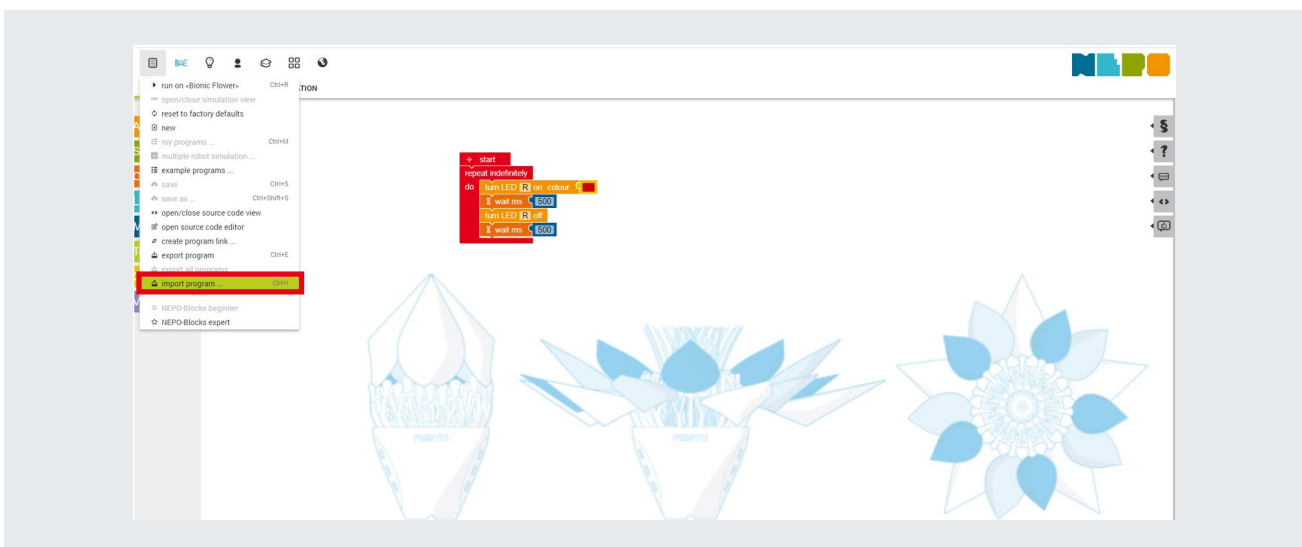 BAE
NEPO
run on »Bionic Flower« Ctrl+R
TION
open/close simulation view
reset to factory defaults
new
my programs ... Ctrl+M
multiple robot simulation ...
example programs ...
save Ctrl+S
save as ... Ctrl+Shift+S
open/close source code view
open source code editor
create program link ...
export program Ctrl+E
export all programs
import program ... Ctrl+I
NEPO-Blocks beginner
NEPO-Blocks expert
+ start
repeat indefinitely
do turn LED R on colour
wait ms 500
turn LED R off
wait ms 500
§
?
FESTO
FESTO